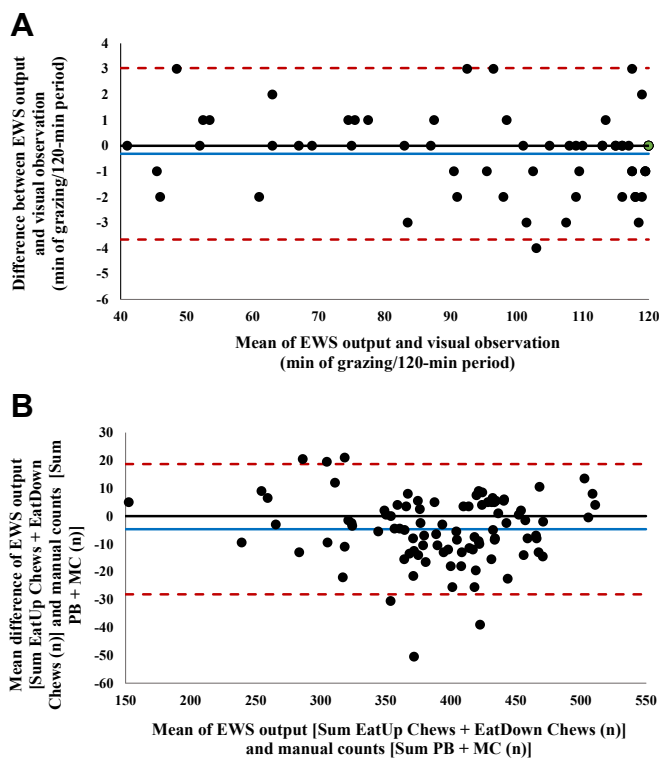 A
Difference between EWS output
and visual observation
(min of grazing/120-min period)
4
3
2
1
0
-1
-2
-3
-4
-5
-6
40 50 60 70 80 90 100 110 120
Mean of EWS output and visual observation
(min of grazing/120-min period)
B
Mean difference of EWS output
[Sum EatUp Chews + EatDown
Chews (n)] and manual counts [Sum
PB + MC (n)]
30
20
10
0
-10
-20
-30
-40
-50
-60
150 200 250 300 350 400 450 500 550
Mean of EWS output [Sum EatUp Chews + EatDown Chews (n)]
and manual counts [Sum PB + MC (n)]